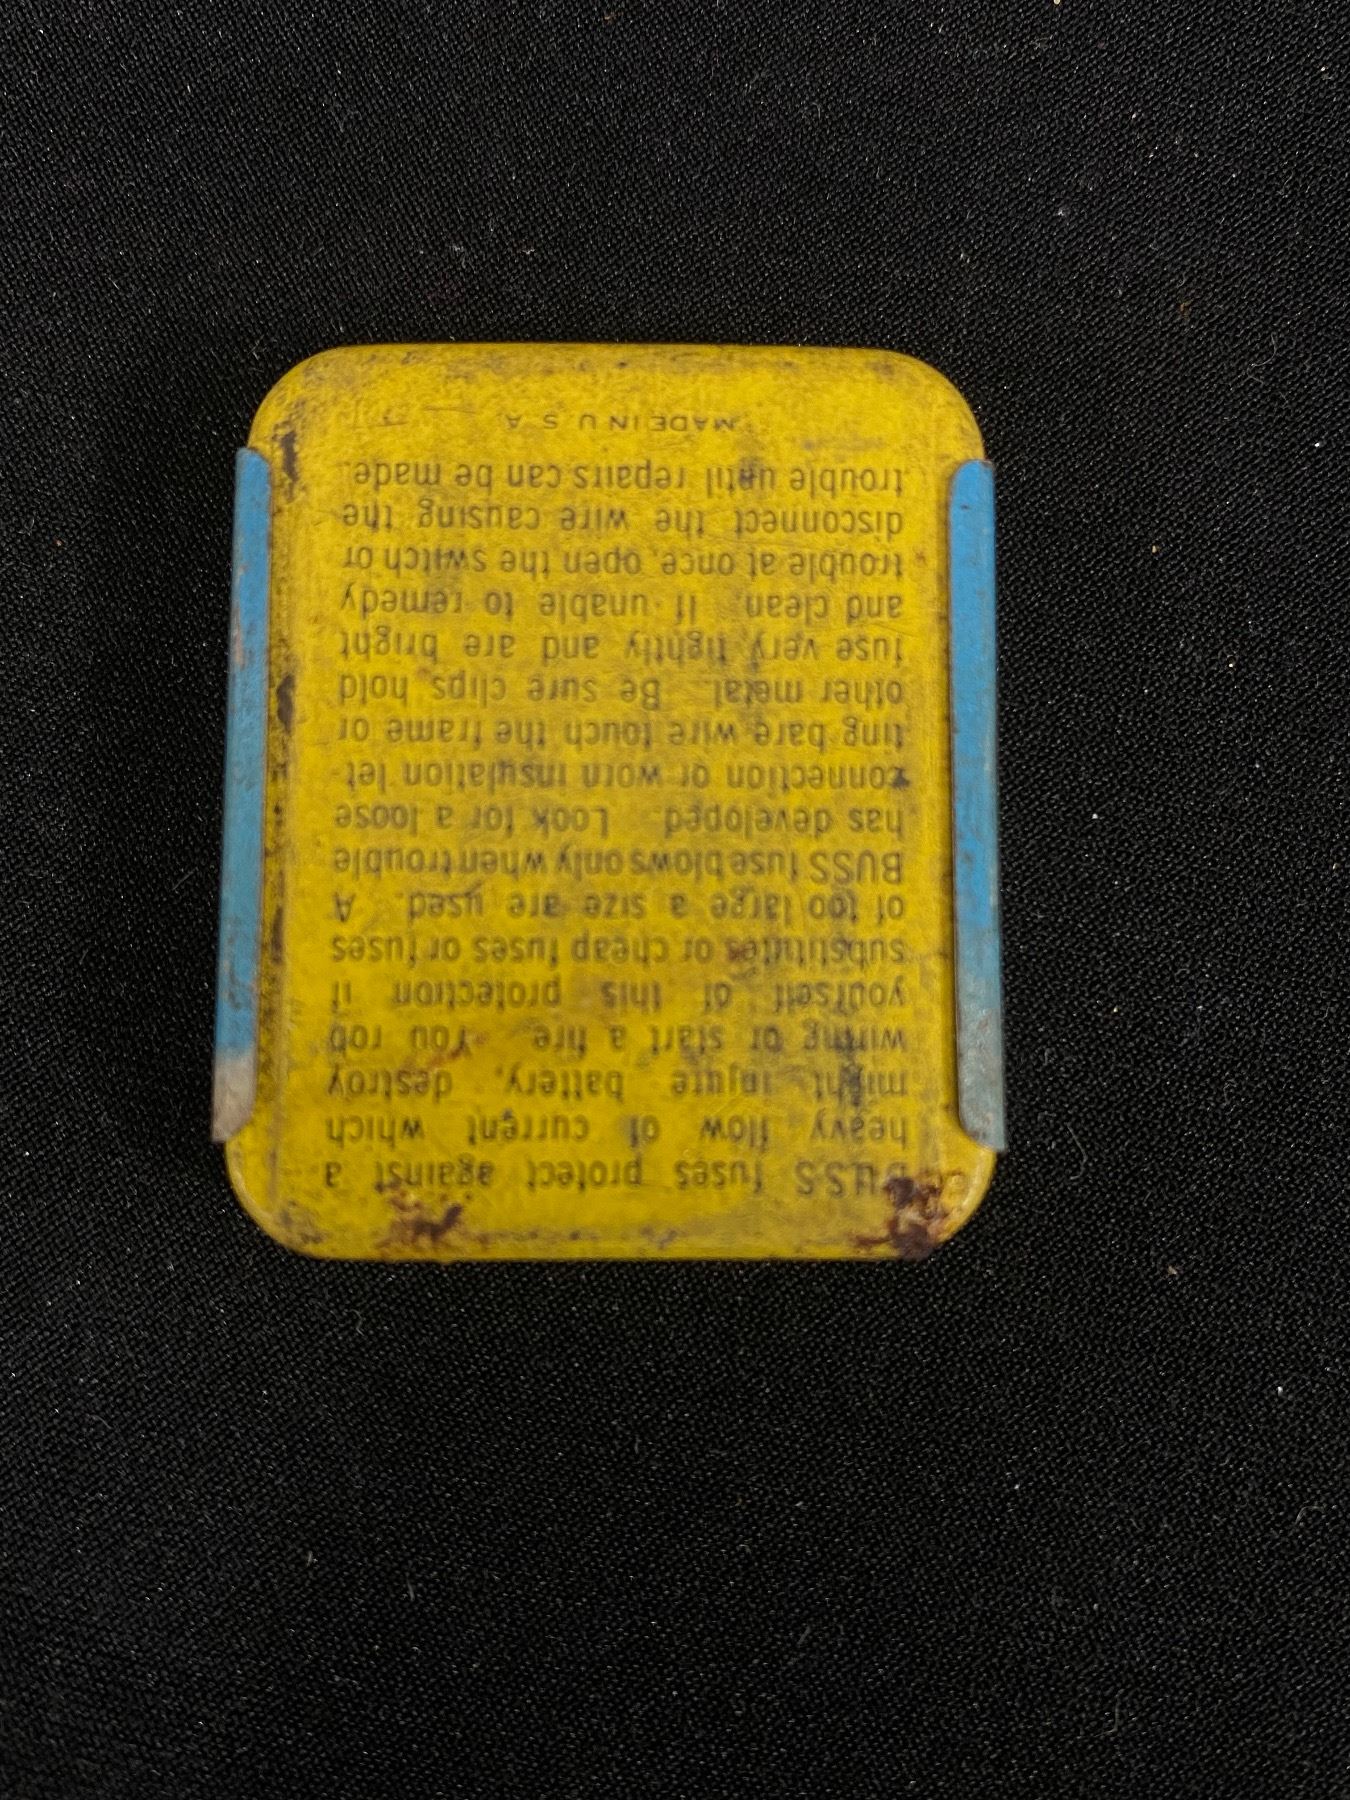 BUSS fuses protect against a
heavy flow of current which
might injure battery, destroy
wiring or start a fire. You rob
yourself of this protection if
substitutes or cheap fuses or fuses
of too large a size are used. A
BUSS fuse blows only when trouble
has developed. Look for a loose
connection or worn insulation let-
ting bare wire touch the frame or
other metal. Be sure clips hold
fuse very tightly and are bright
and clean. If unable to remedy
trouble at once, open the switch or
disconnect the wire causing the
trouble until repairs can be made.
MADE IN U S A